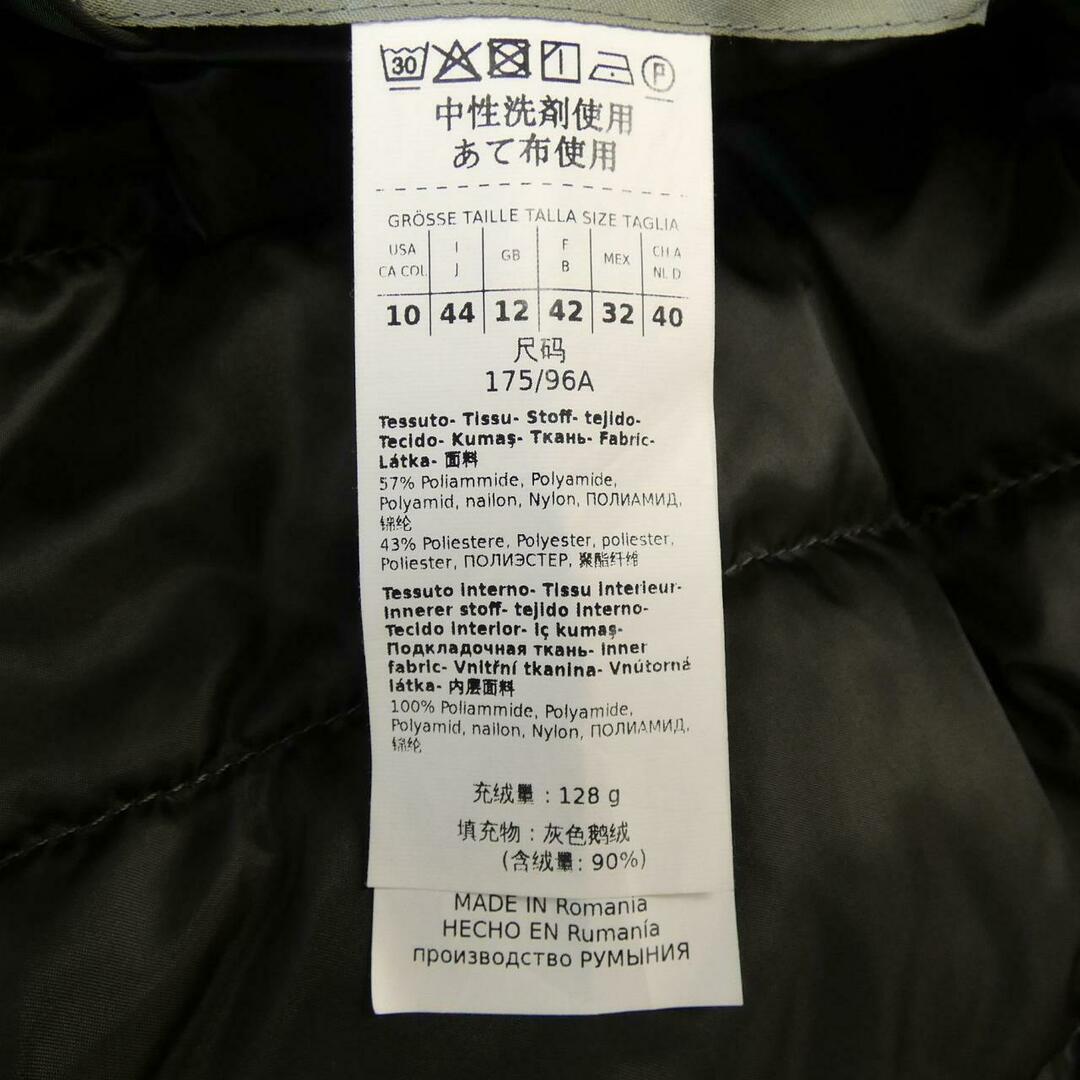 30 P
中性洗剤使用
あて布使用
GRÖSSE TAILLE TALLA SIZE TAGLIA
USA I GB F MEX CH A
CA COL J B NL D
10 44 12 42 32 40
尺码
175/96A
Tessuto- Tissu- Stoff- tejido-
Tecido- Kumaş- Ткань- Fabric-
Látka- 面料
57% Poliammide, Polyamide,
Polyamid, nailon, Nylon, ПОЛИАМИД,
锦纶
43% Poliestere, Polyester, poliester,
Poliester, ПОЛИЭСТЕР, 聚酯纤维
Tessuto interno- Tissu interieur-
Innerer stoff- tejido interno-
Tecido interior- iç kumaş-
Подкладочная ткань- Inner
fabric- Vnitřní tkanina- Vnútorná
látka- 内层面料
100% Poliammide, Polyamide,
Polyamid, nailon, Nylon, ПОЛИАМИД,
锦纶
充绒量 : 128 g
填充物 : 灰色鹅绒
(含绒量: 90%)
MADE IN Romania
HECHO EN Rumanía
производство РУМЫНИЯ